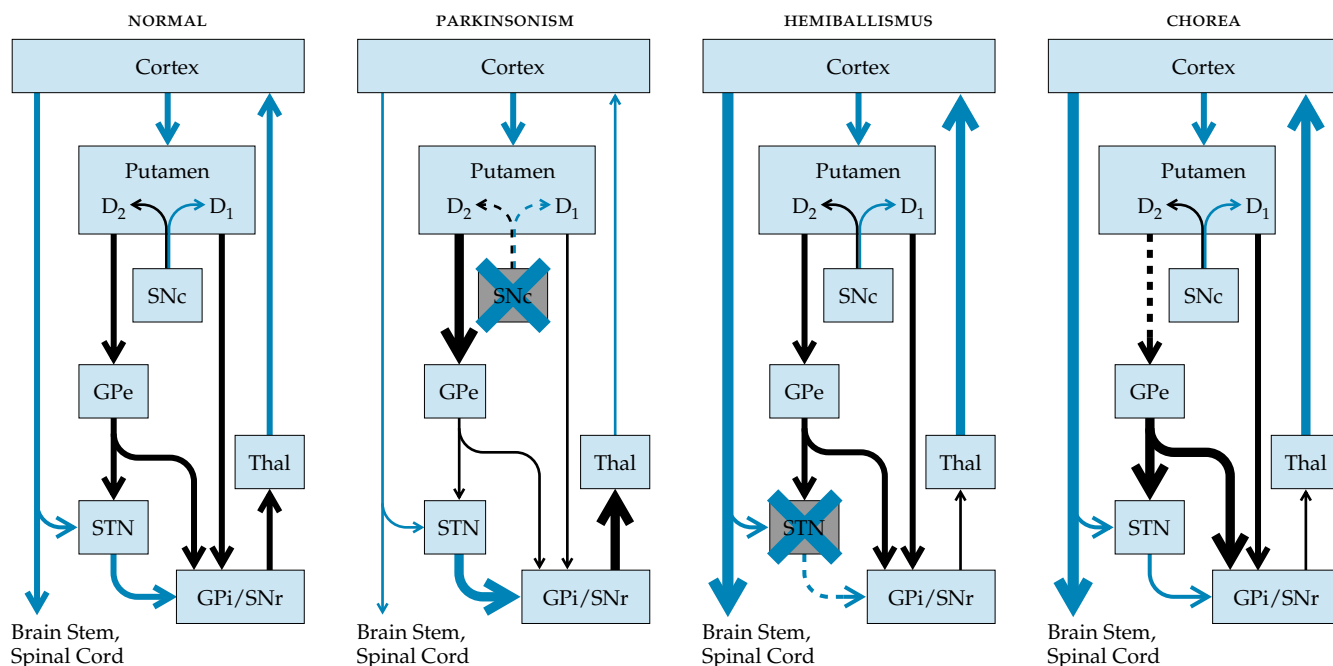 NORMAL
Cortex
Putamen
D2 D1
SNc
GPe
Thal
STN
GPi/SNr
Brain Stem,
Spinal Cord
PARKINSONISM
Cortex
Putamen
D2 D1
SNc
GPe
Thal
STN
GPi/SNr
Brain Stem,
Spinal Cord
HEMIBALLISMUS
Cortex
Putamen
D2 D1
SNc
GPe
Thal
STN
GPi/SNr
Brain Stem,
Spinal Cord
CHOREA
Cortex
Putamen
D2 D1
SNc
GPe
Thal
STN
GPi/SNr
Brain Stem,
Spinal Cord